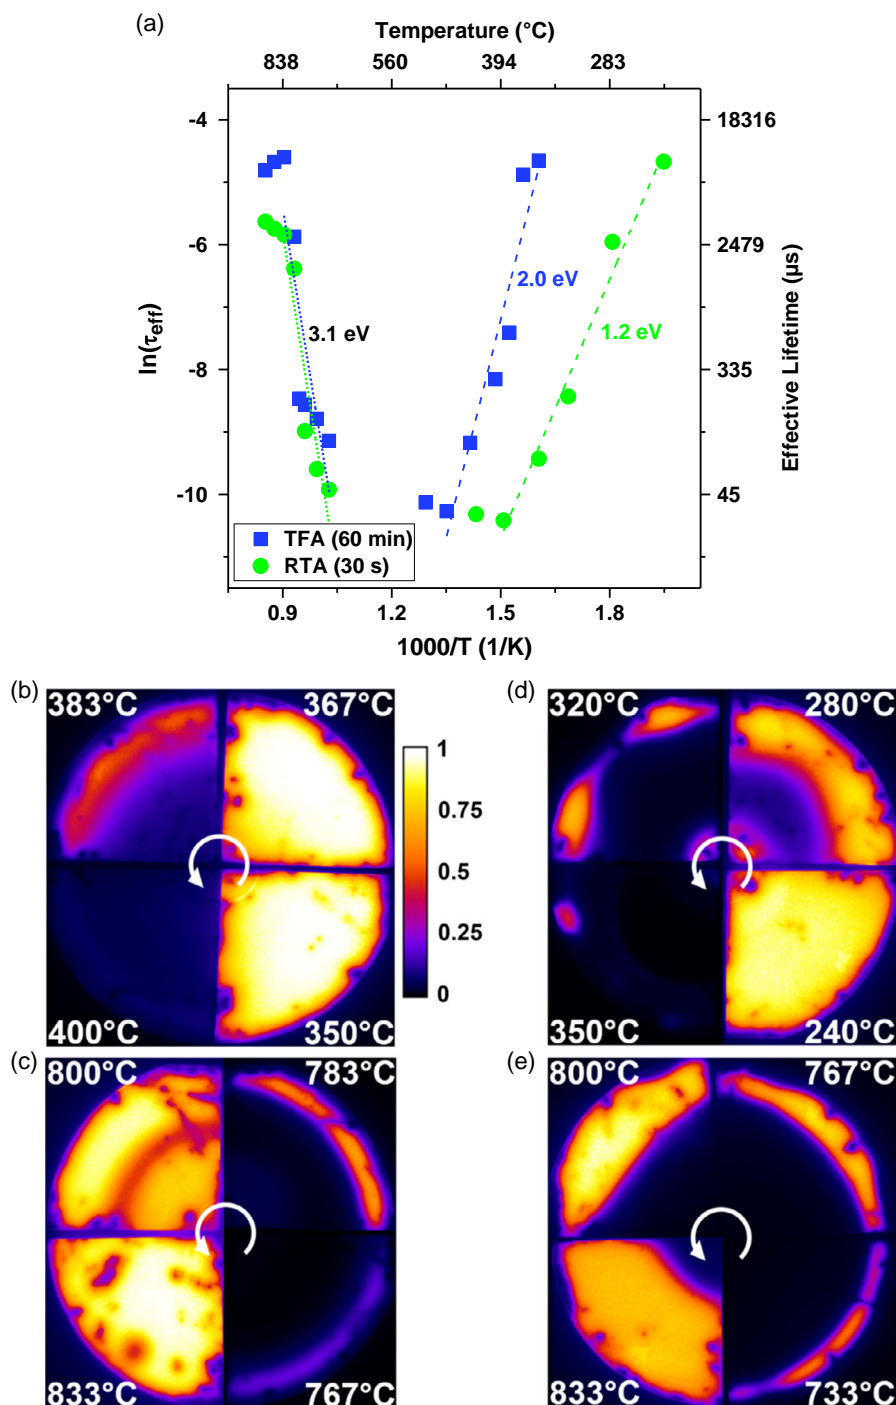 (a)
Temperature (°C)
838 560 394 283
-4 18316
-6 2479
-8 335
-10 45
ln(τeff)
Effective Lifetime (µs)
3.1 eV
2.0 eV
1.2 eV
TFA (60 min)
RTA (30 s)
0.9 1.2 1.5 1.8
1000/T (1/K)
(b)
383°C 367°C
400°C 350°C
1
0.75
0.5
0.25
0
(d)
320°C 280°C
350°C 240°C
(c)
800°C 783°C
833°C 767°C
(e)
800°C 767°C
833°C 733°C